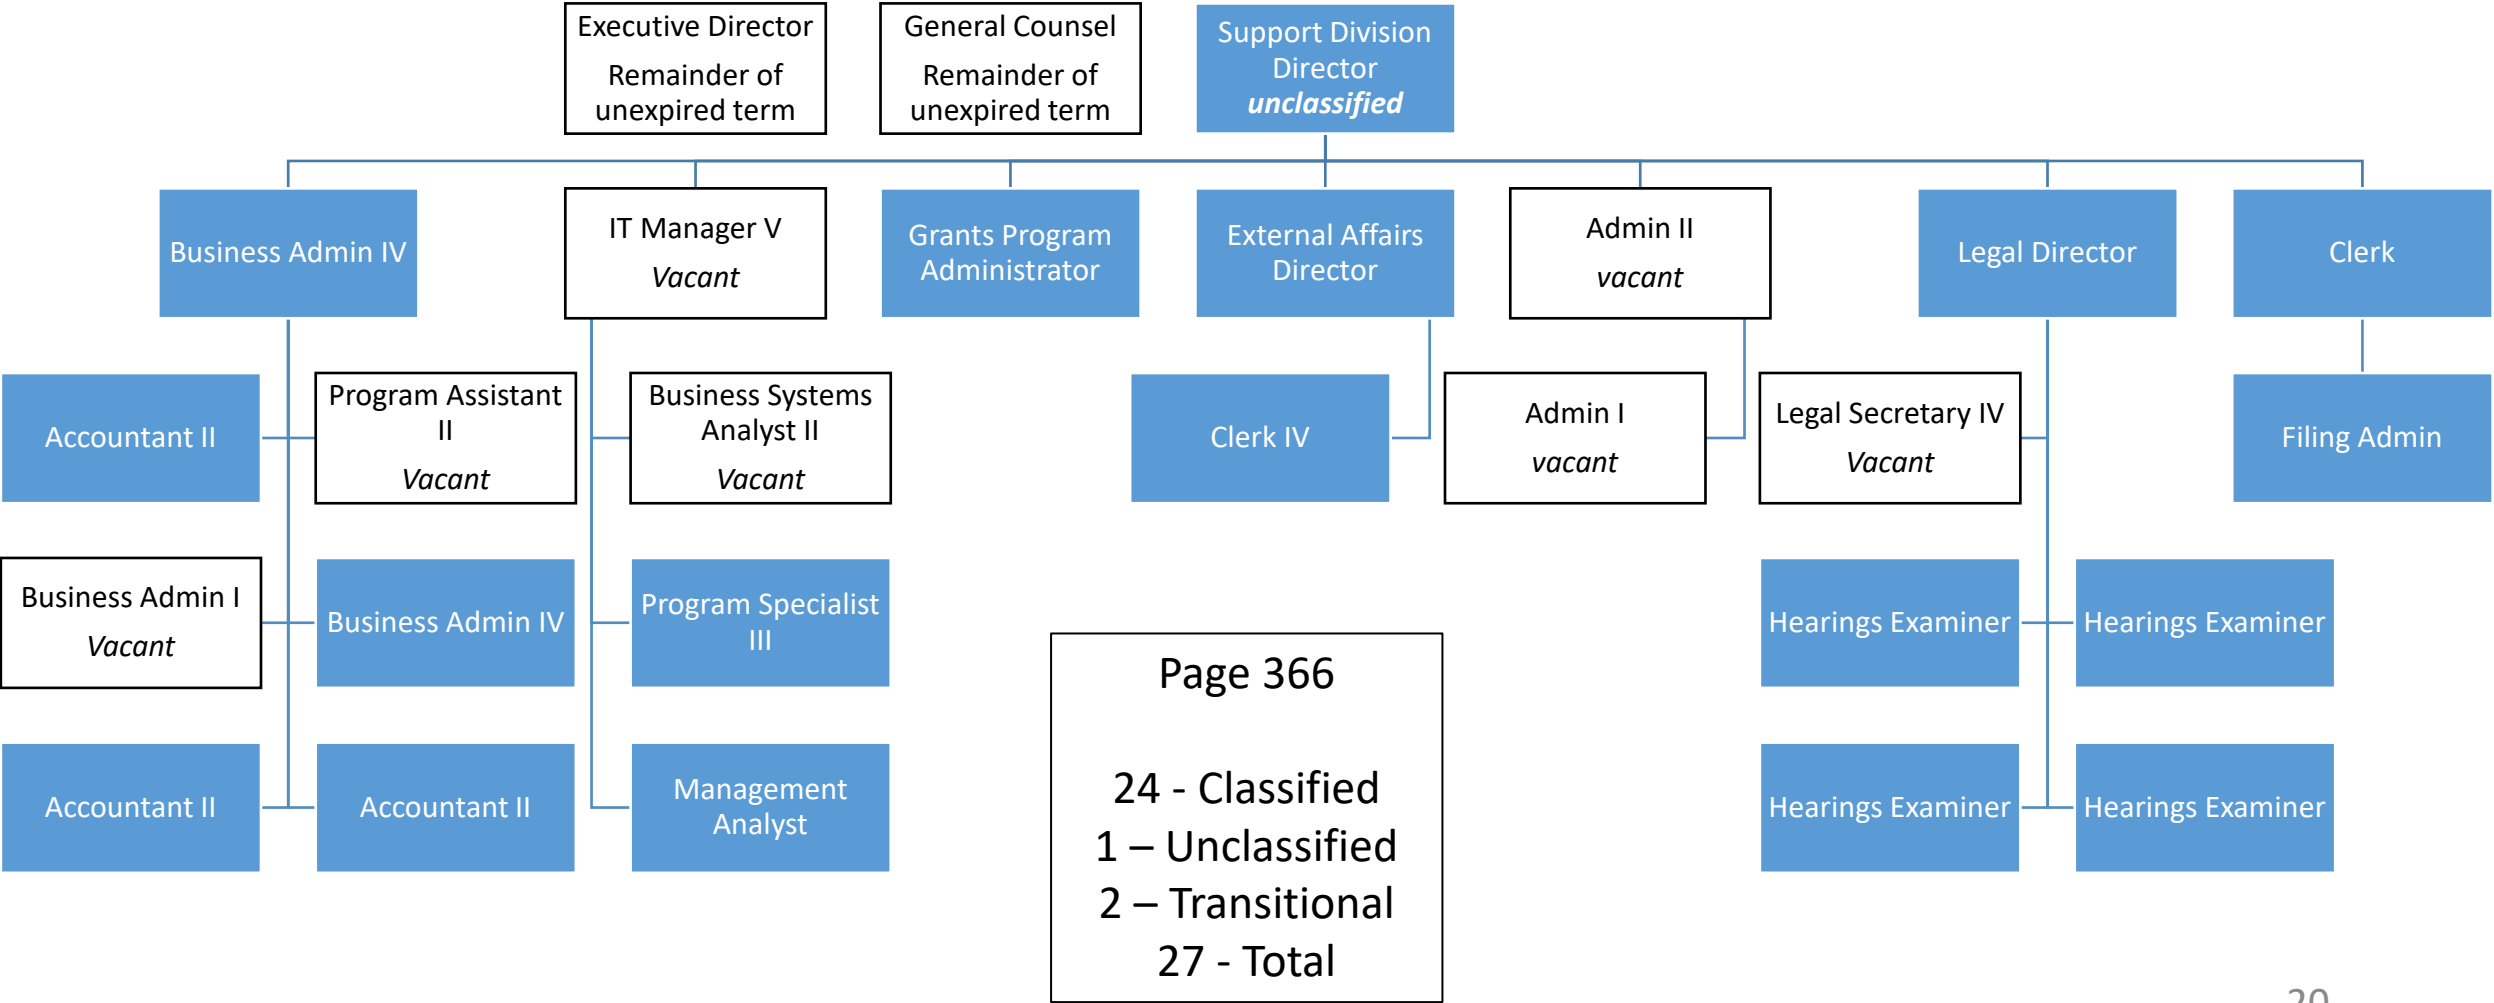 Executive Director
Remainder of
unexpired term
General Counsel
Remainder of
unexpired term
Support Division
Director
unclassified
Business Admin IV
IT Manager V
Vacant
Grants Program
Administrator
External Affairs
Director
Admin II
vacant
Legal Director
Clerk
Accountant II
Program Assistant
II
Vacant
Business Systems
Analyst II
Vacant
Clerk IV
Admin I
vacant
Legal Secretary IV
Vacant
Filing Admin
Business Admin I
Vacant
Business Admin IV
Program Specialist
III
Hearings Examiner
Hearings Examiner
Accountant II
Accountant II
Management
Analyst
Hearings Examiner
Hearings Examiner
Page 366
24 - Classified
1 – Unclassified
2 – Transitional
27 - Total
20